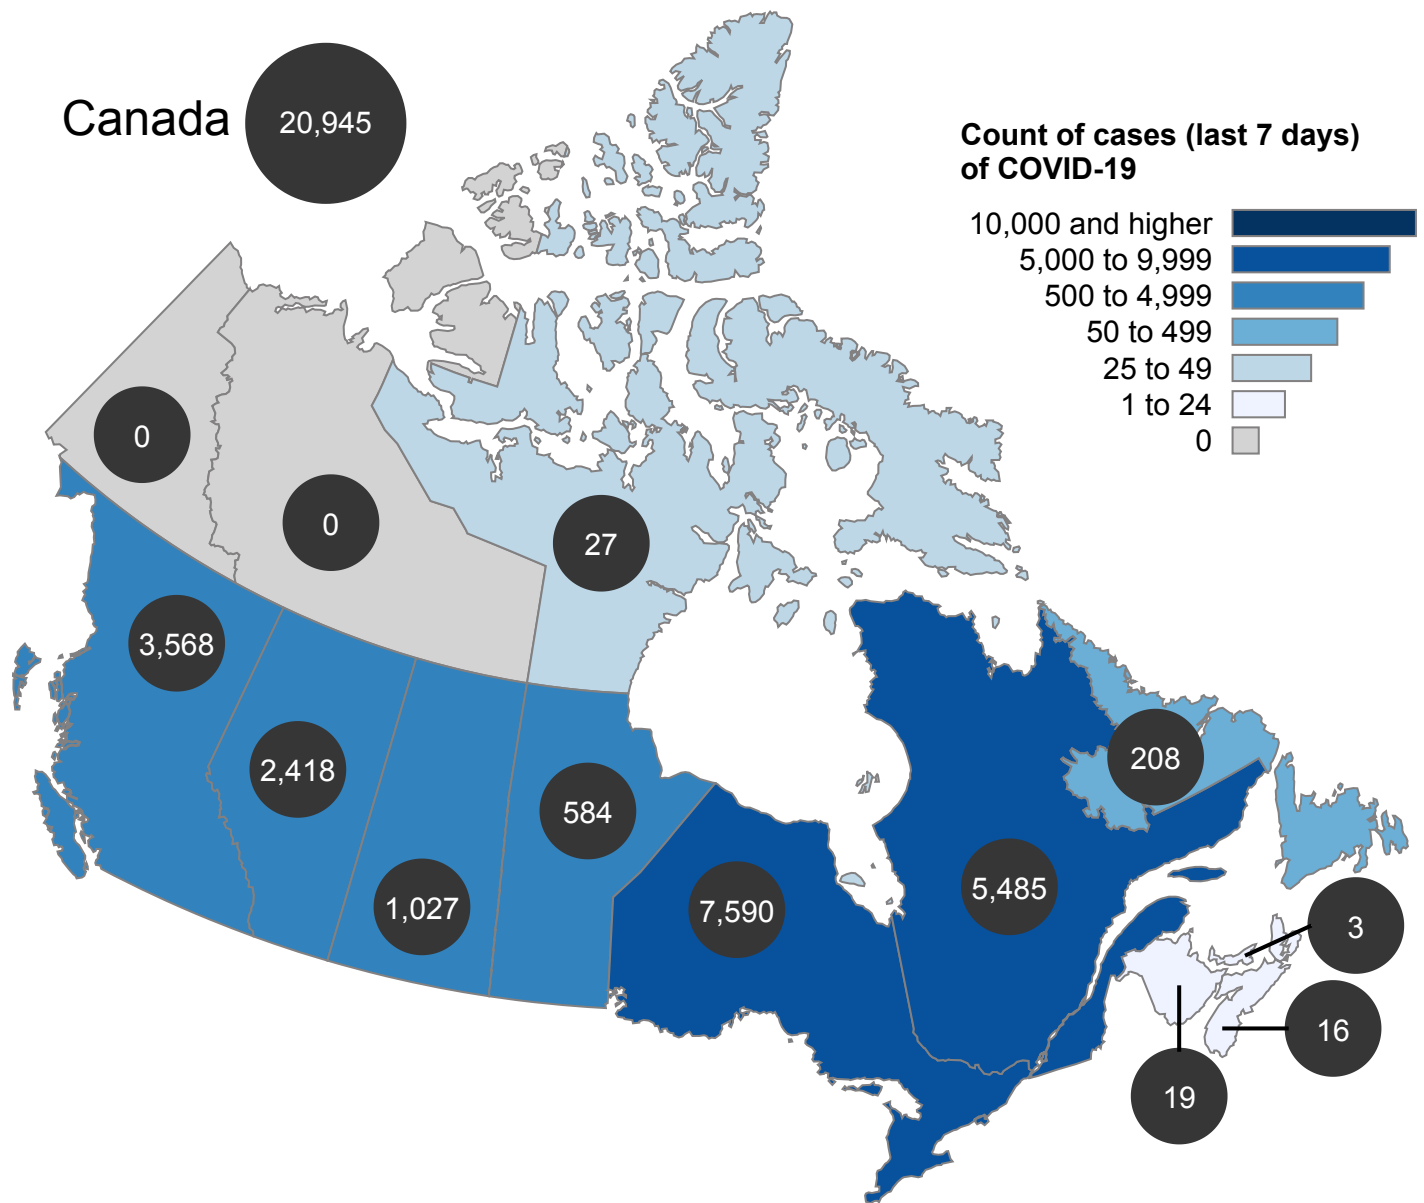 Canada
20,945
Count of cases (last 7 days)
of COVID-19
10,000 and higher
5,000 to 9,999
500 to 4,999
50 to 499
25 to 49
1 to 24
0
0
0
27
3,568
2,418
1,027
584
7,590
5,485
208
3
16
19